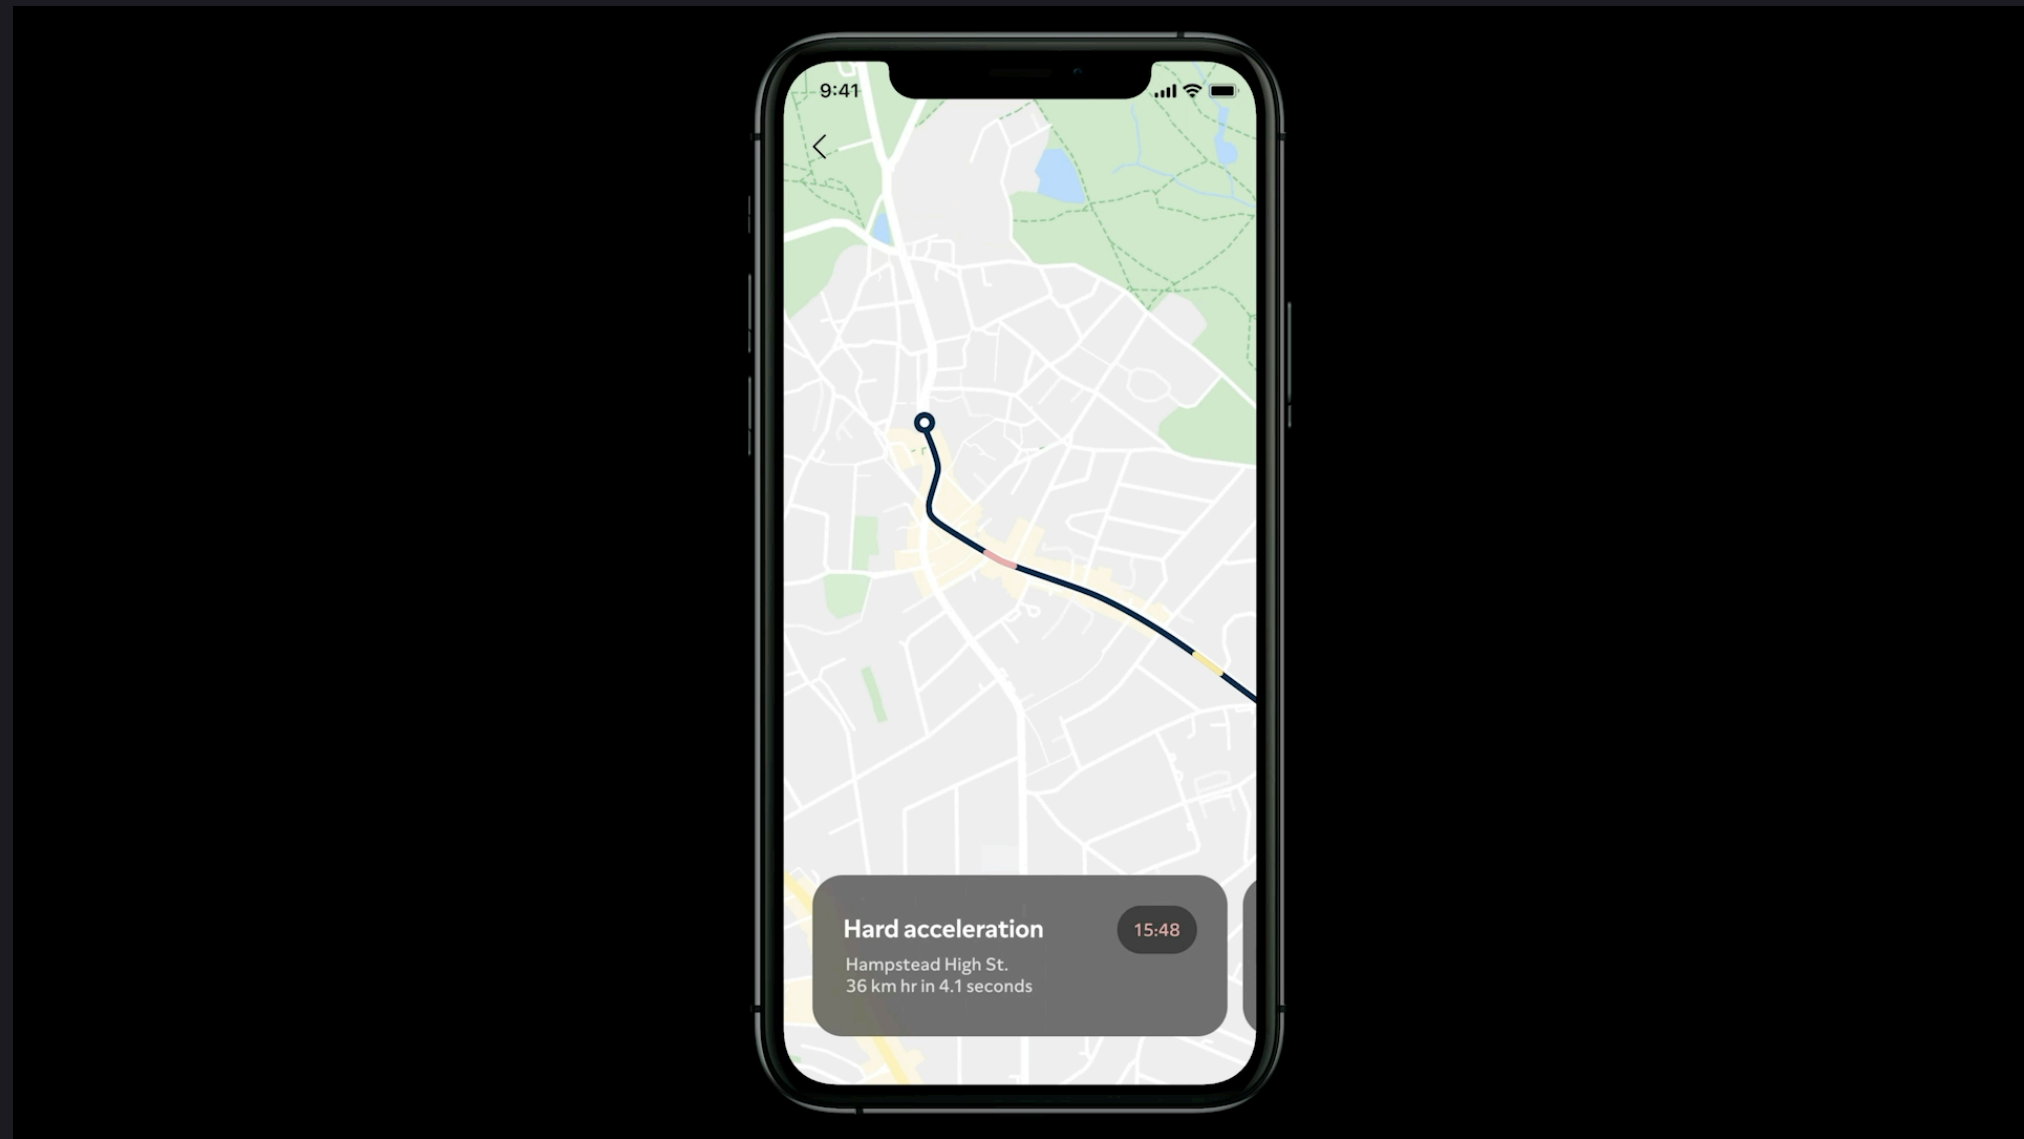 9:41
Hard acceleration
15:48
Hampstead High St.
36 km hr in 4.1 seconds